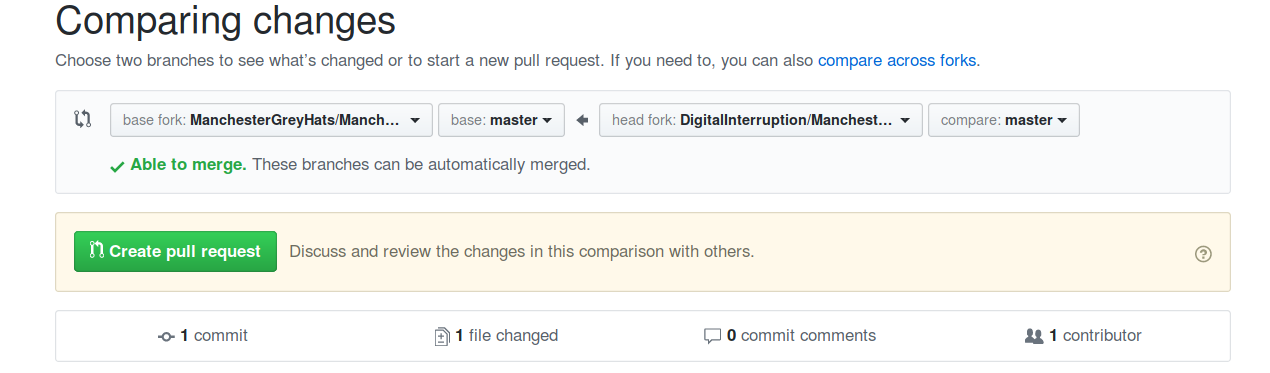 Comparing changes
Choose two branches to see what's changed or to start a new pull request. If you need to, you can also compare across forks.
base fork: ManchesterGreyHats/Manch... base: master head fork: DigitalInterruption/Manchest... compare: master
Able to merge. These branches can be automatically merged.
Create pull request Discuss and review the changes in this comparison with others.
1 commit 1 file changed 0 commit comments 1 contributor